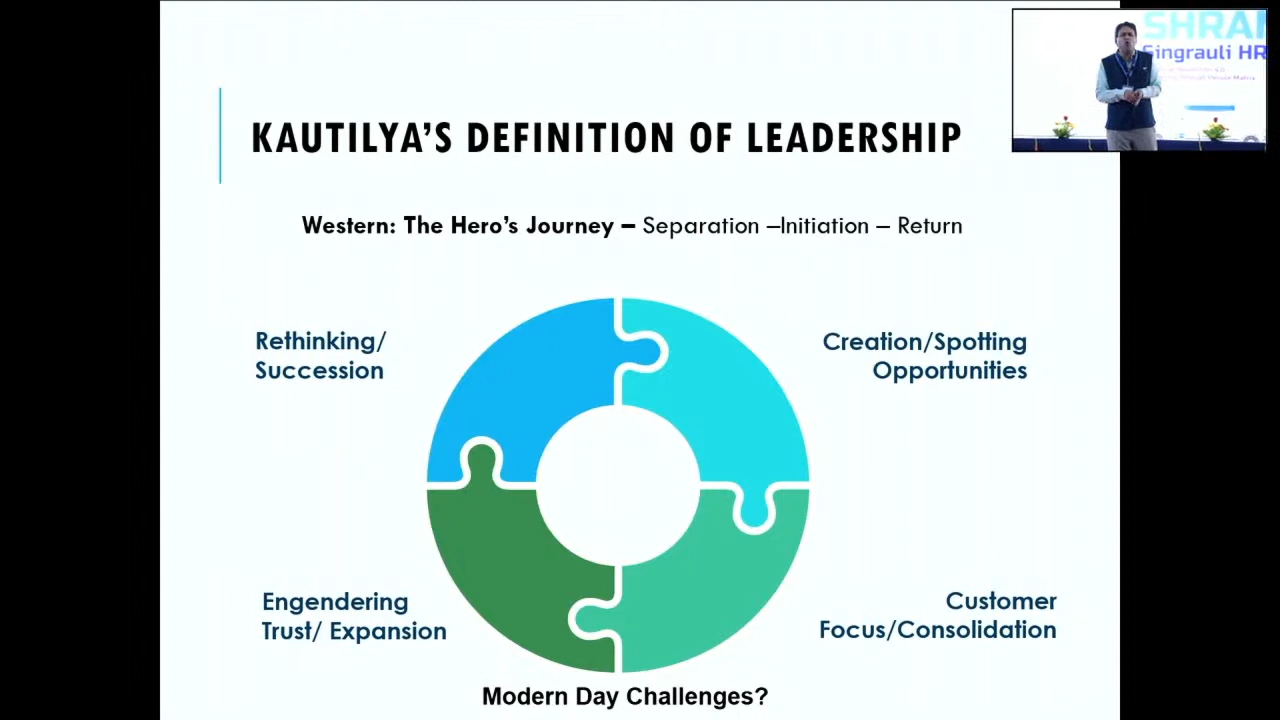 KAUTILYA'S DEFINITION OF LEADERSHIP
Western: The Hero's Journey – Separation –Initiation – Return
Rethinking/
Succession
Creation/Spotting
Opportunities
Engendering
Trust/ Expansion
Customer
Focus/Consolidation
Modern Day Challenges?
SHRAM
Singrauli HR